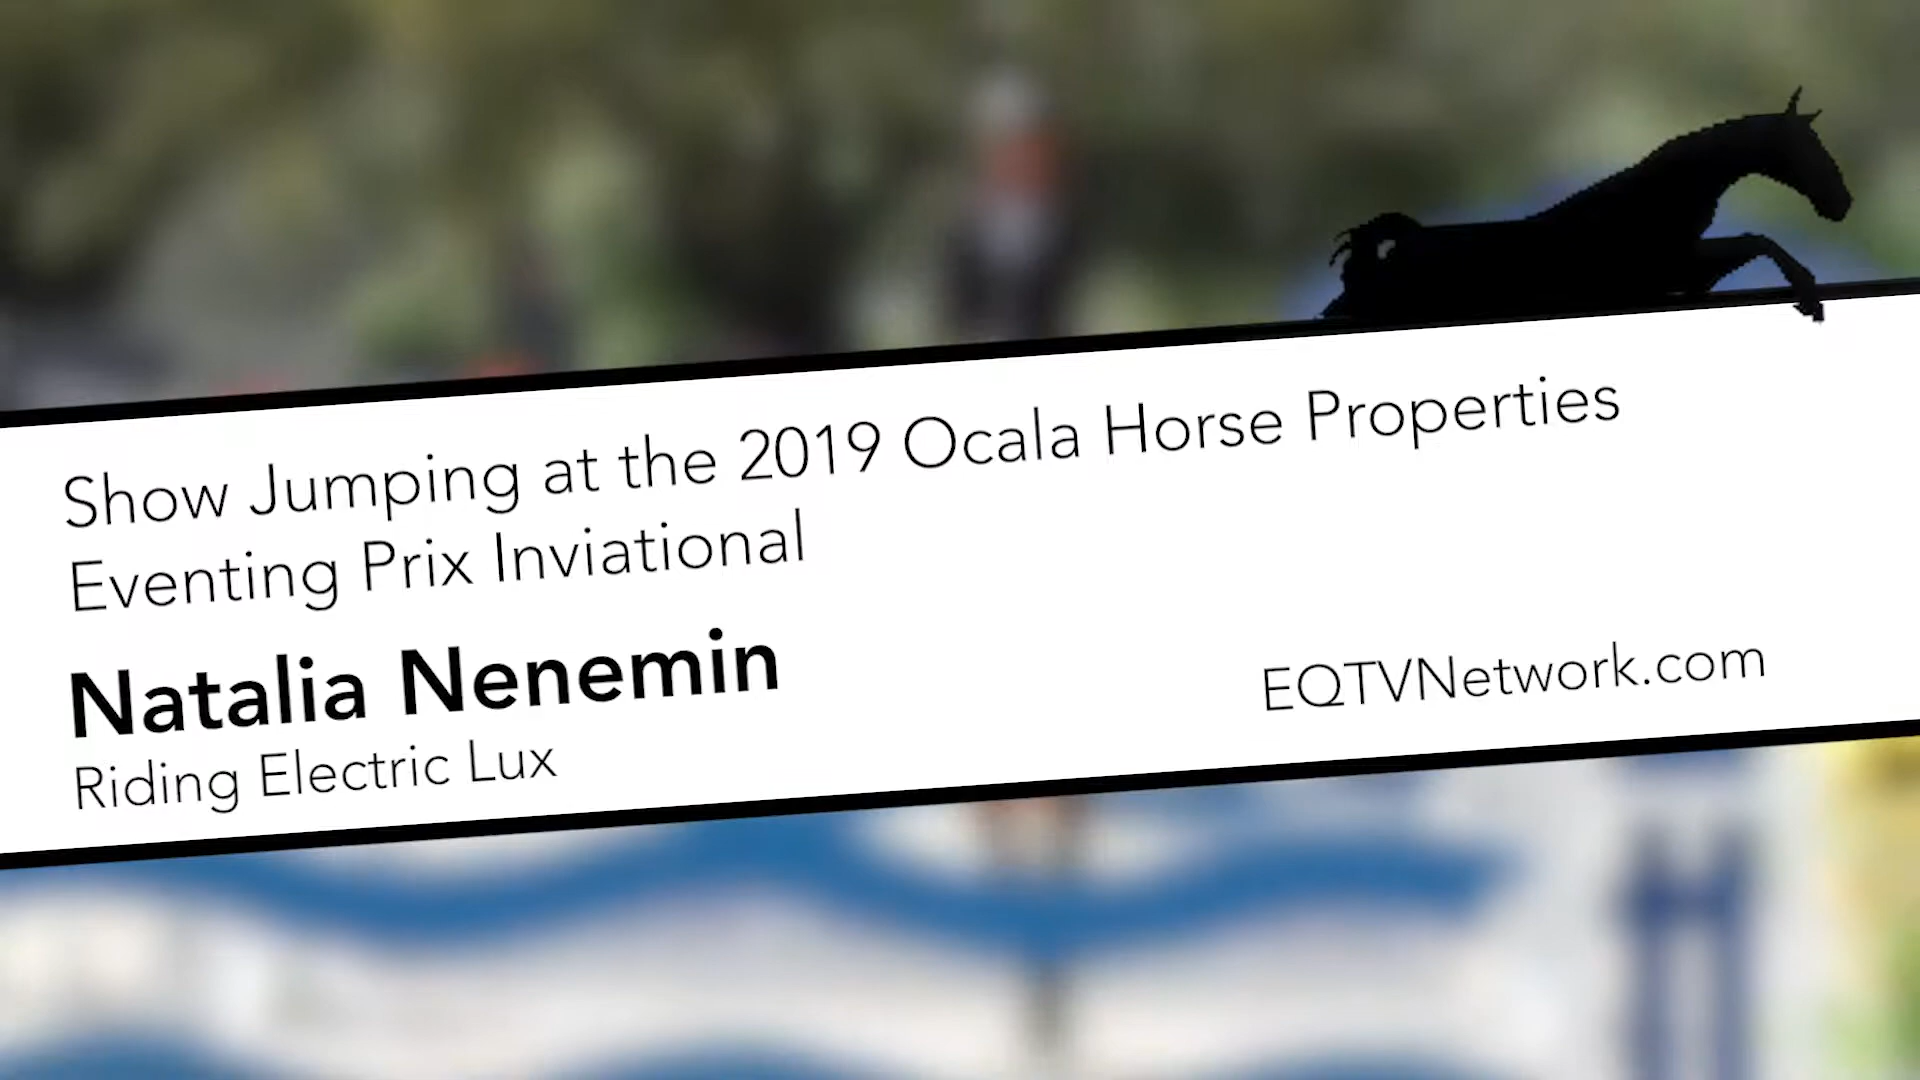 Show Jumping at the 2019 Ocala Horse Properties
Eventing Prix Inviational
Natalia Nenemin
Riding Electric Lux
EQTVNetwork.com